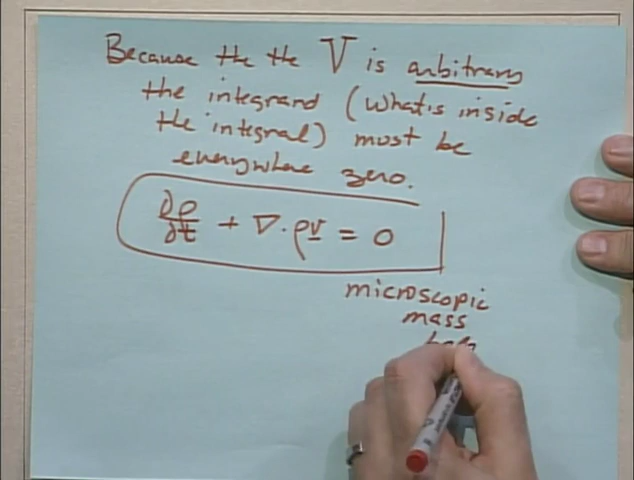 Because the the V is arbitrary
the integrand (what's inside
the integral) must be
everywhere zero.
∂ρ/∂t + ∇·ρv = 0
microscopic
mass